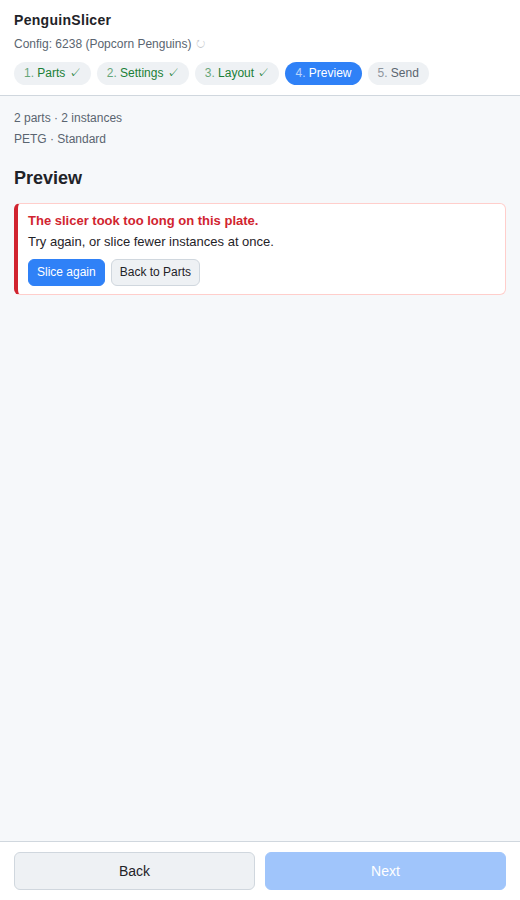 PenguinSlicer
Config: 6238 (Popcorn Penguins) ↻
1. Parts ✓ 2. Settings ✓ 3. Layout ✓ 4. Preview 5. Send
2 parts · 2 instances
PETG · Standard
Preview
The slicer took too long on this plate.
Try again, or slice fewer instances at once.
Slice again Back to Parts
Back Next